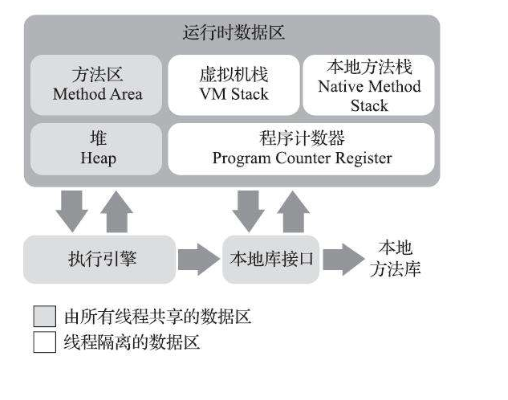 运行时数据区
方法区
Method Area
虚拟机栈
VM Stack
本地方法栈
Native Method
Stack
堆
Heap
程序计数器
Program Counter Register
执行引擎
本地库接口
本地
方法库
由所有线程共享的数据区
线程隔离的数据区